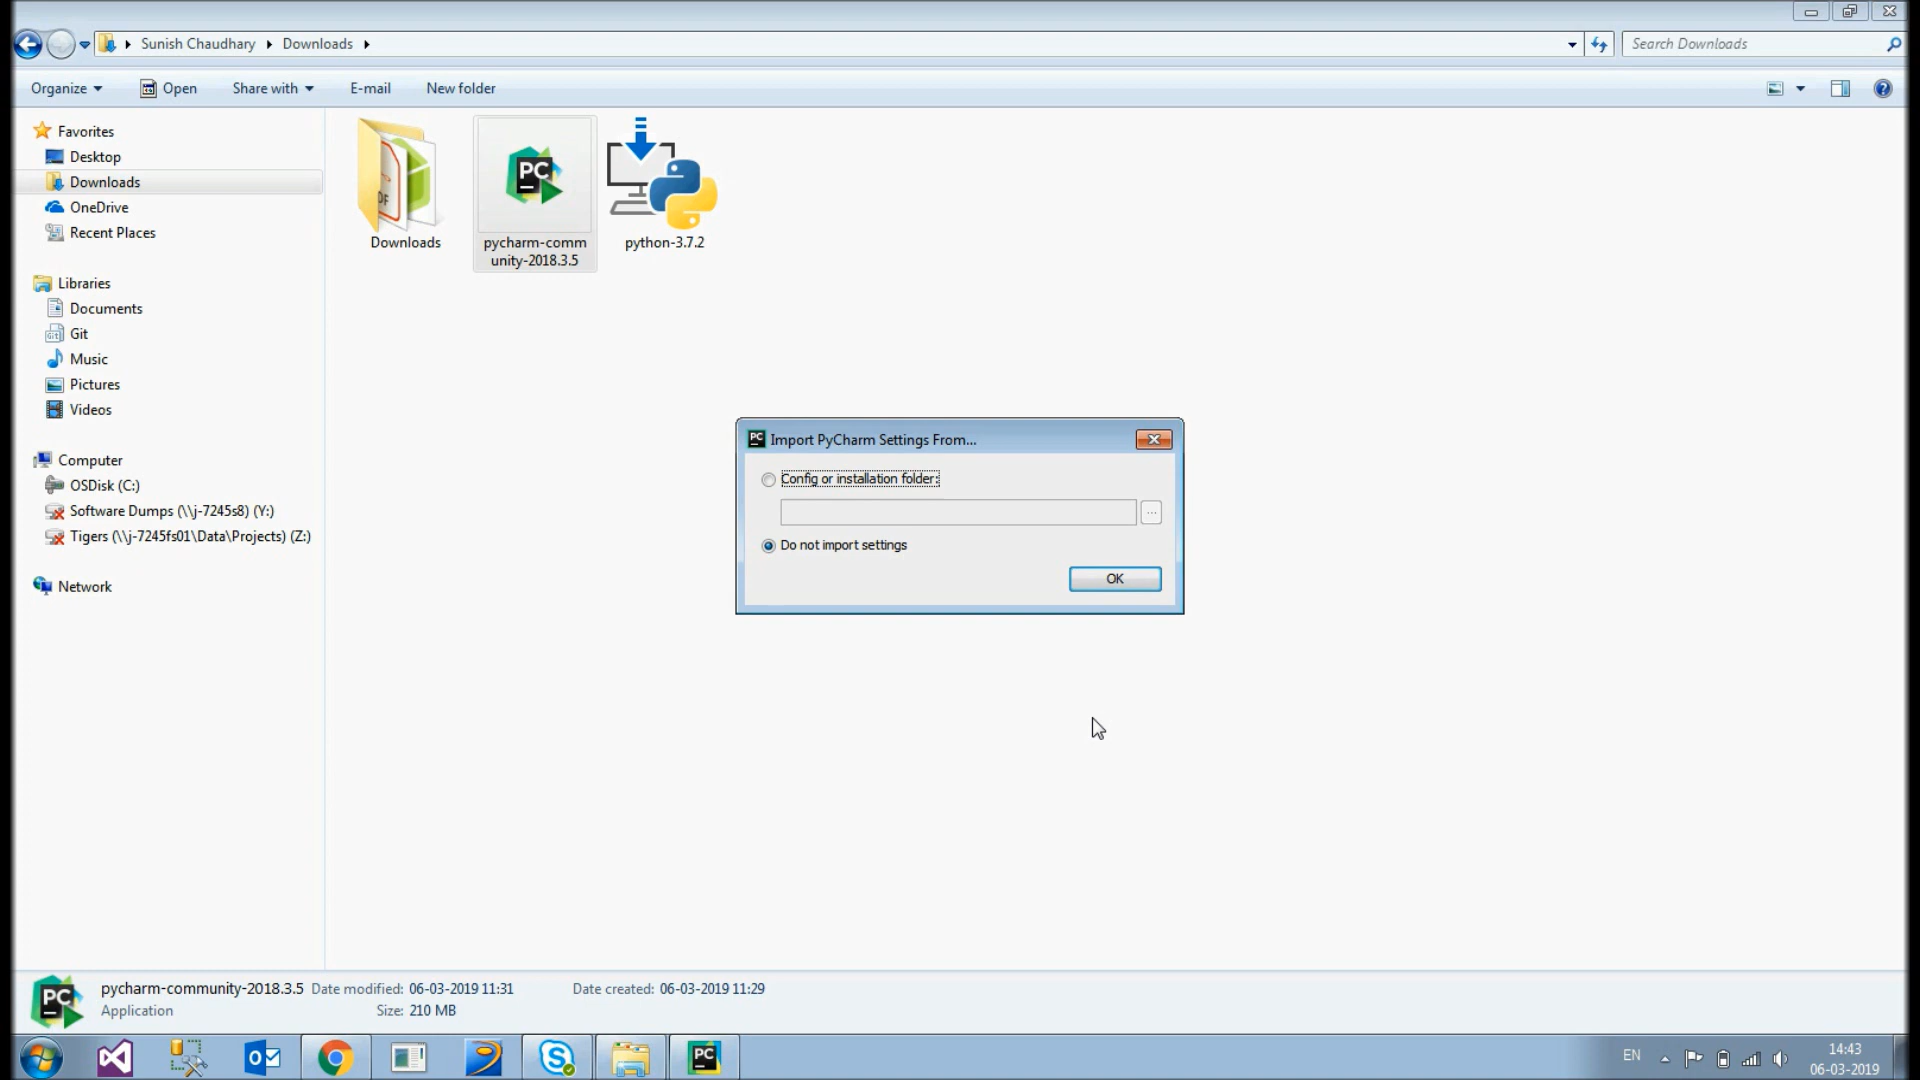 Sunish Chaudhary Downloads
Search Downloads
Organize Open Share with E-mail New folder
Favorites
Desktop
Downloads
OneDrive
Recent Places
Libraries
Documents
Git
Music
Pictures
Videos
Computer
OSDisk (C:)
Software Dumps (\\j-7245s8) (Y:)
Tigers (\\j-7245fs01\Data\Projects) (Z:)
Network
Downloads
PC
pycharm-comm
unity-2018.3.5
python-3.7.2
PC Import PyCharm Settings From...
Config or installation folder:
...
Do not import settings
OK
PC
pycharm-community-2018.3.5 Date modified: 06-03-2019 11:31 Date created: 06-03-2019 11:29
Application Size: 210 MB
PC
EN
14:43
06-03-2019